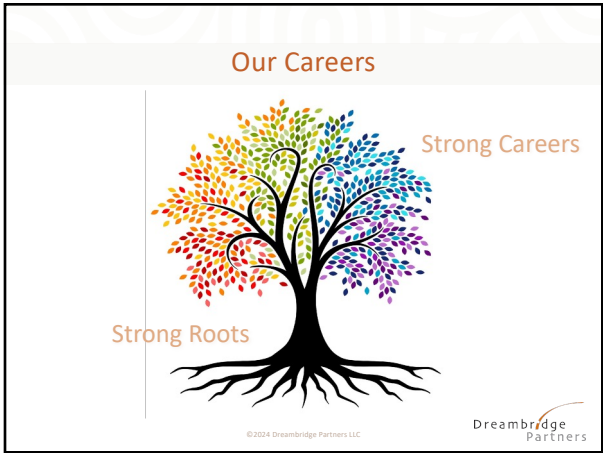 Our Careers
Strong Careers
Strong Roots
©2024 Dreambridge Partners LLC
Dreambridge
Partners